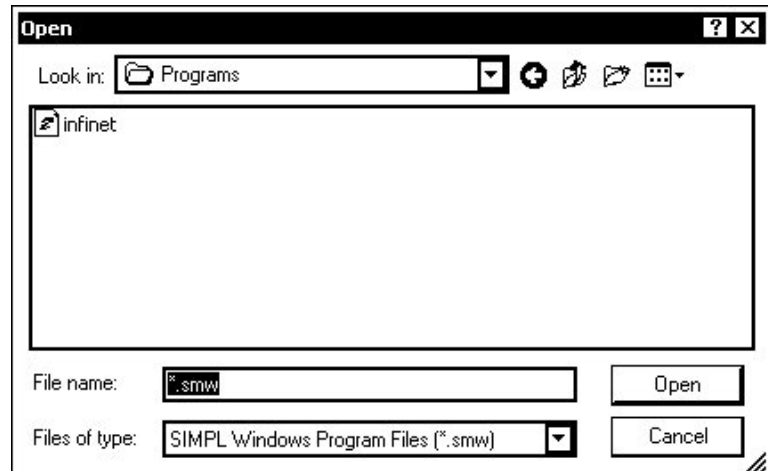 Open
Look in: Programs
infinet
File name: *.smw Open
Files of type: SIMPL Windows Program Files (*.smw) Cancel